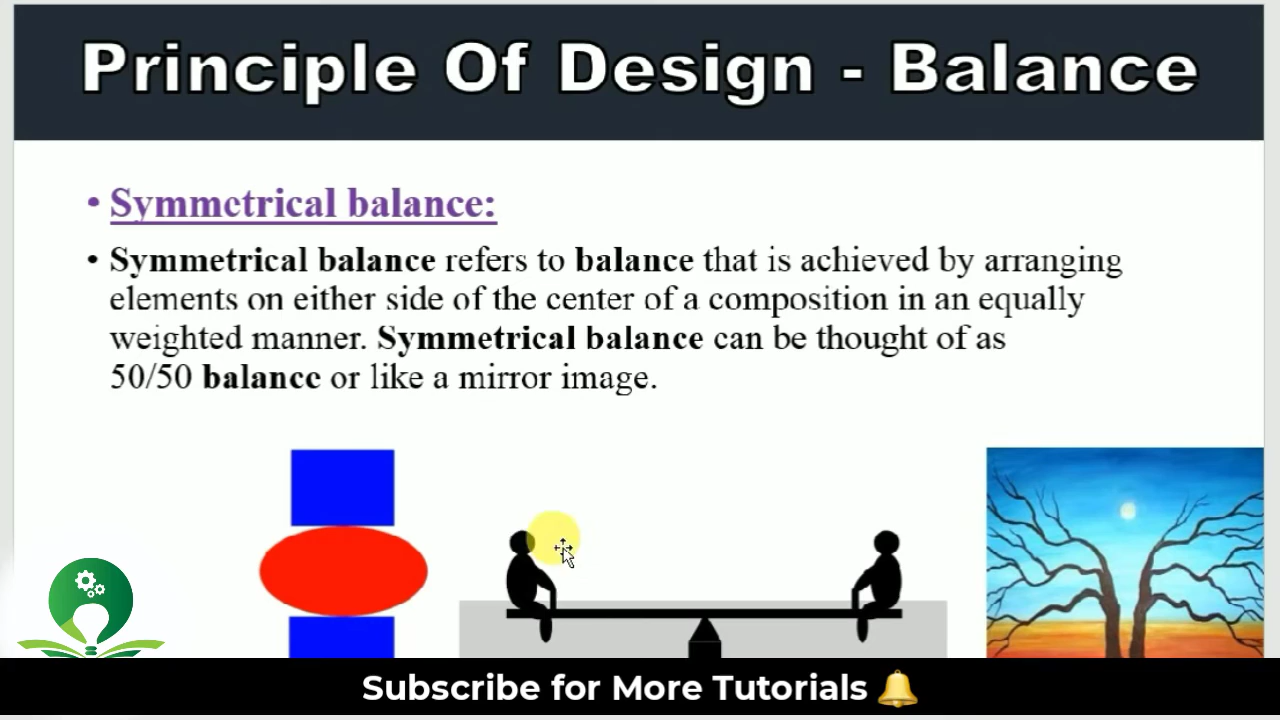 Principle Of Design - Balance
• Symmetrical balance:
• Symmetrical balance refers to balance that is achieved by arranging
elements on either side of the center of a composition in an equally
weighted manner. Symmetrical balance can be thought of as
50/50 balance or like a mirror image.
Subscribe for More Tutorials 🔔